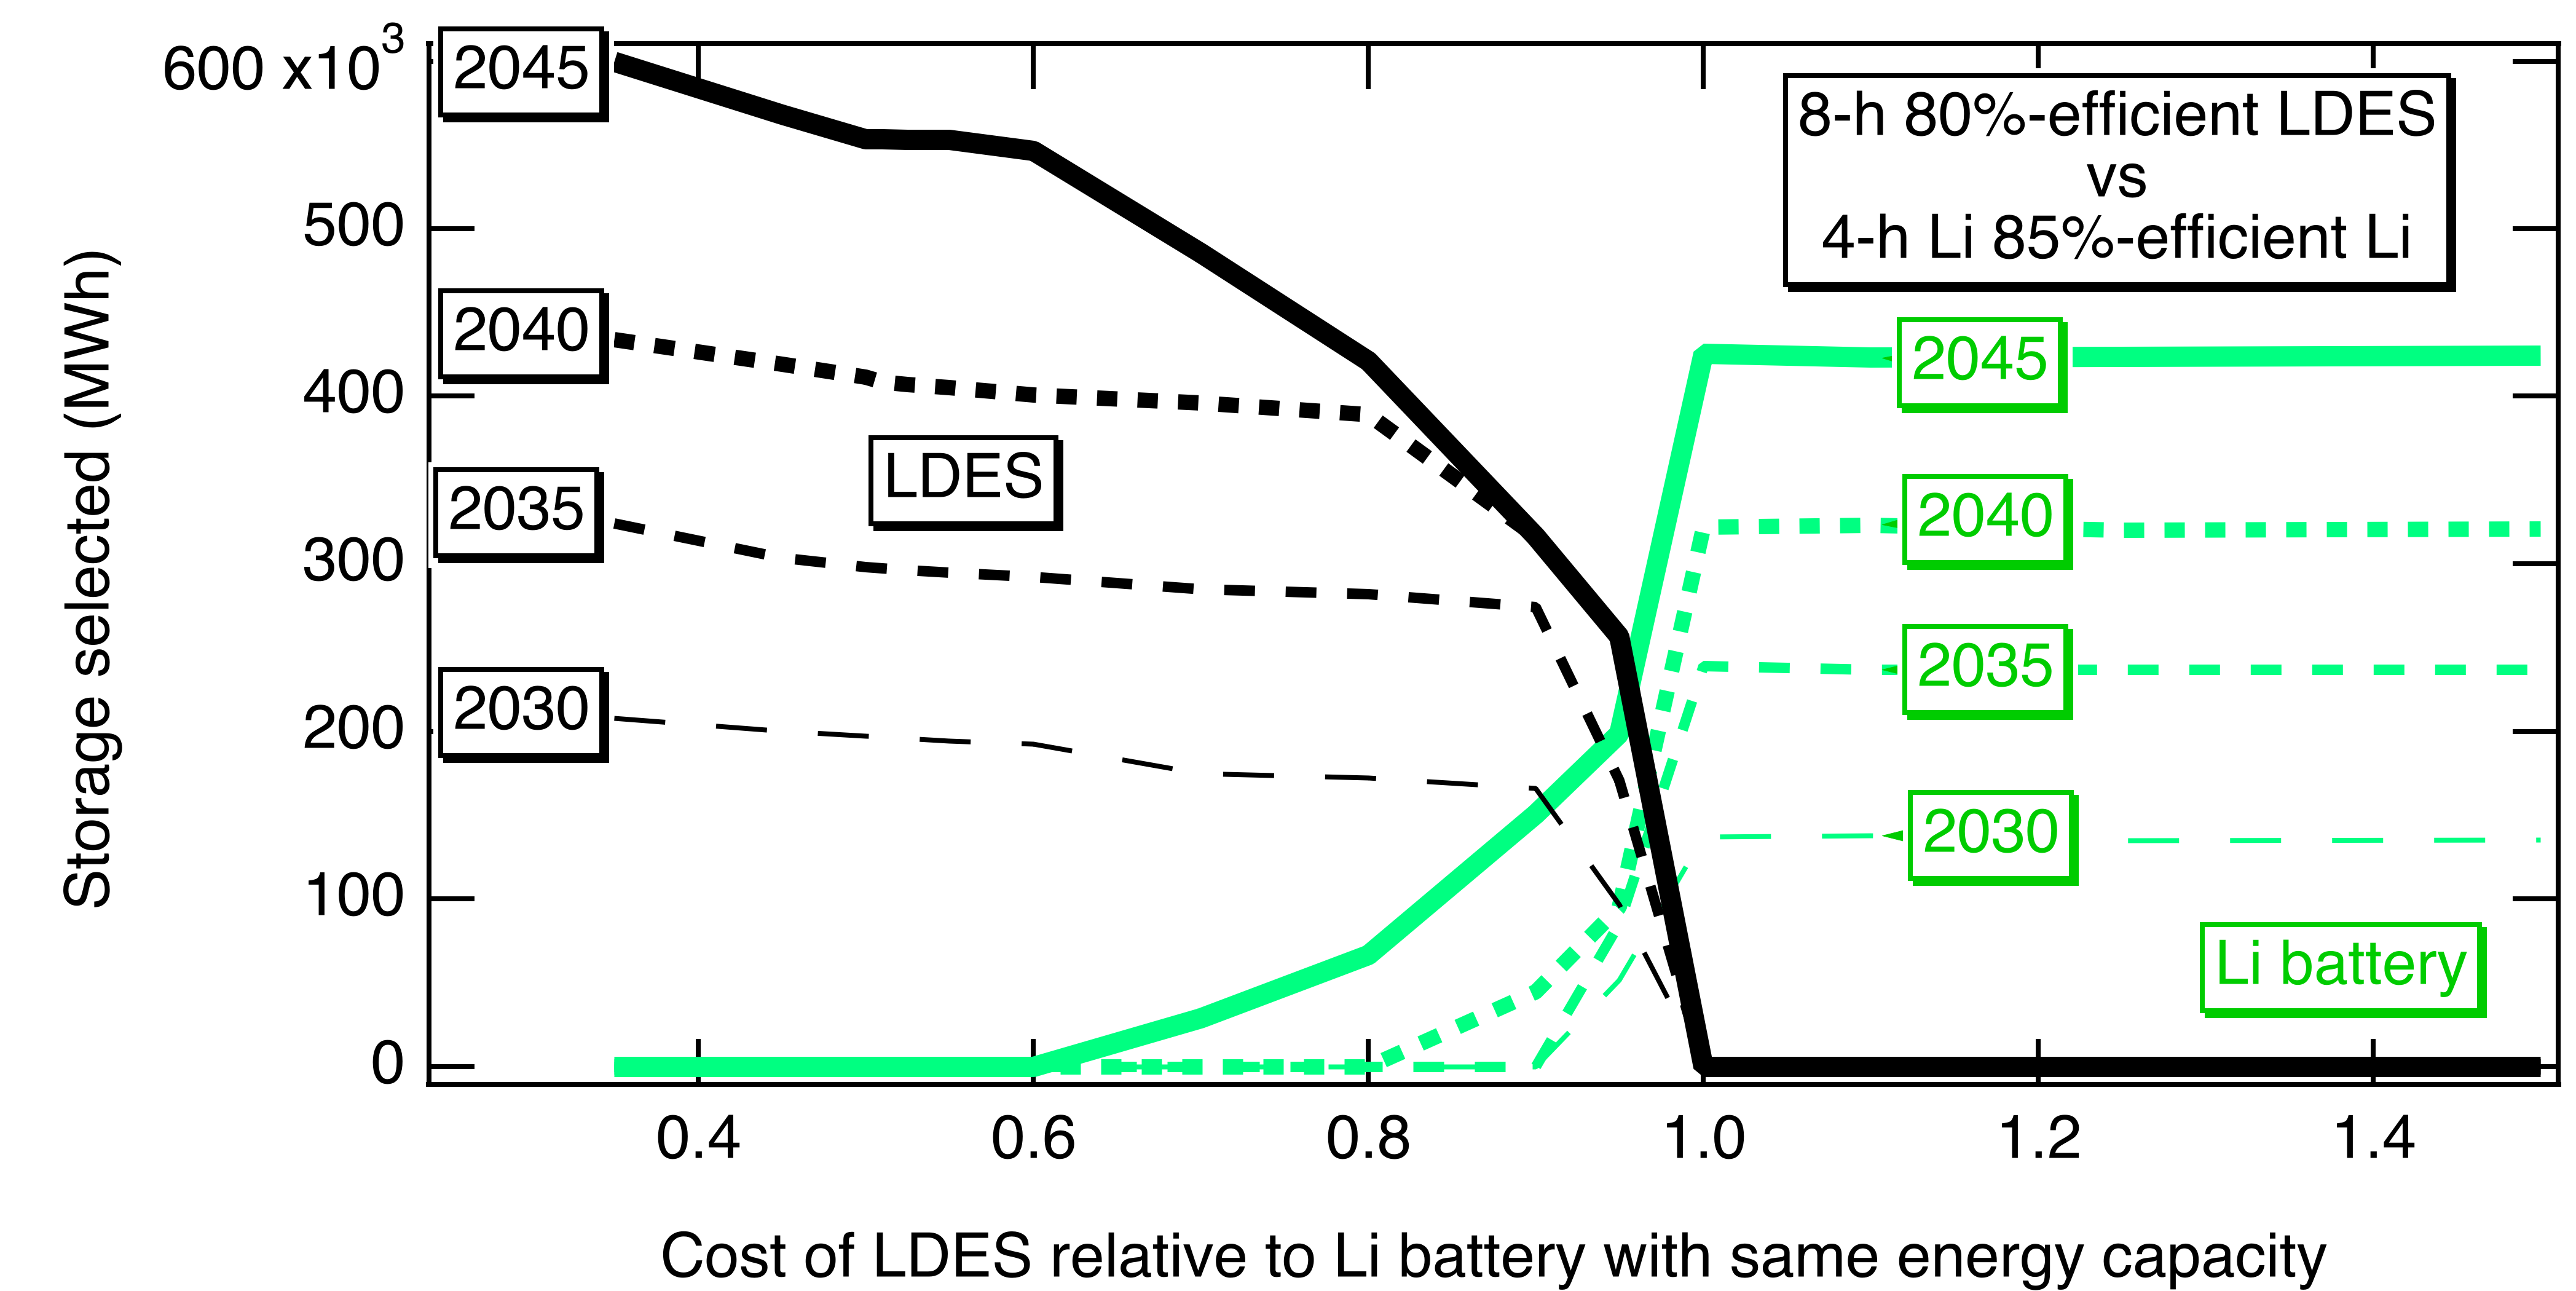 600 x10³
500
400
300
200
100
0
Storage selected (MWh)
2045
2040
2035
2030
LDES
8-h 80%-efficient LDES
vs
4-h Li 85%-efficient Li
2045
2040
2035
2030
Li battery
0.4 0.6 0.8 1.0 1.2 1.4
Cost of LDES relative to Li battery with same energy capacity